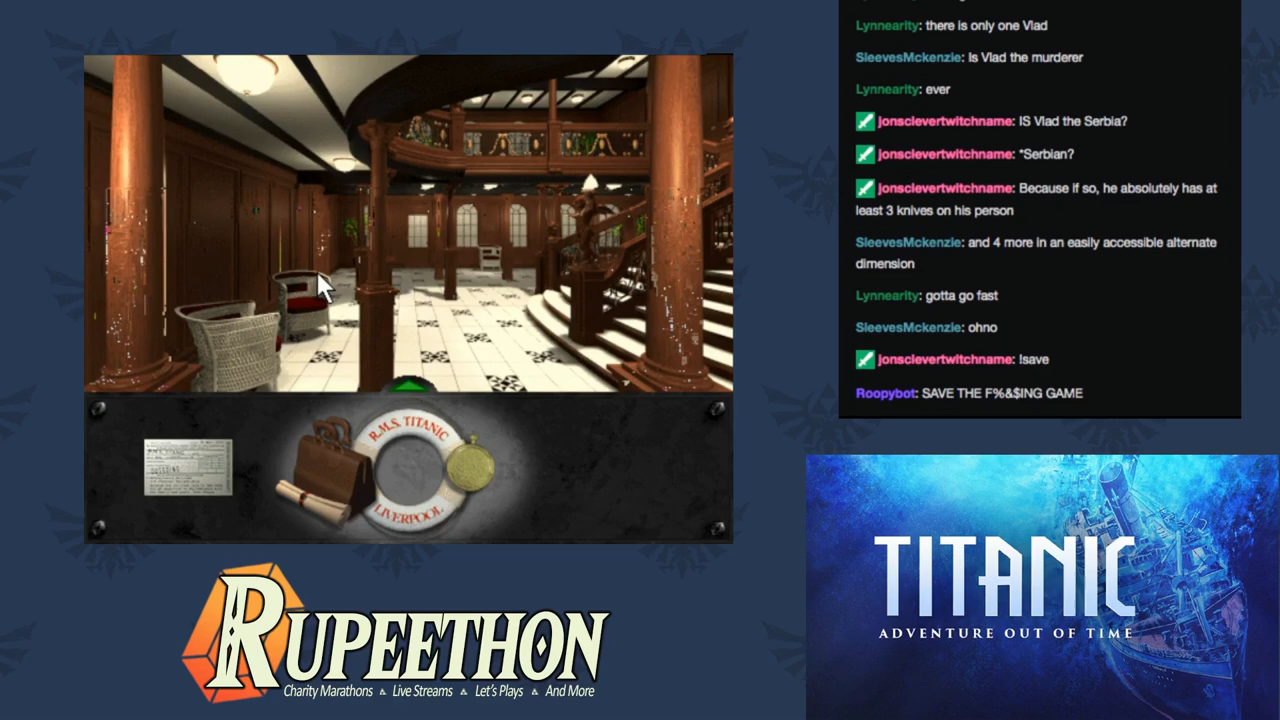 Lynnearity: there is only one Vlad
SleevesMckenzie: Is Vlad the murderer
Lynnearity: ever
jonsclevertwitchname: IS Vlad the Serbia?
jonsclevertwitchname: *Serbian?
jonsclevertwitchname: Because if so, he absolutely has at
least 3 knives on his person
SleevesMckenzie: and 4 more in an easily accessible alternate
dimension
Lynnearity: gotta go fast
SleevesMckenzie: ohno
jonsclevertwitchname: !save
Roopybot: SAVE THE F%&$ING GAME
R.M.S. TITANIC
LIVERPOOL
RUPEETHON
Charity Marathons Live Streams Let's Plays And More
TITANIC
ADVENTURE OUT OF TIME